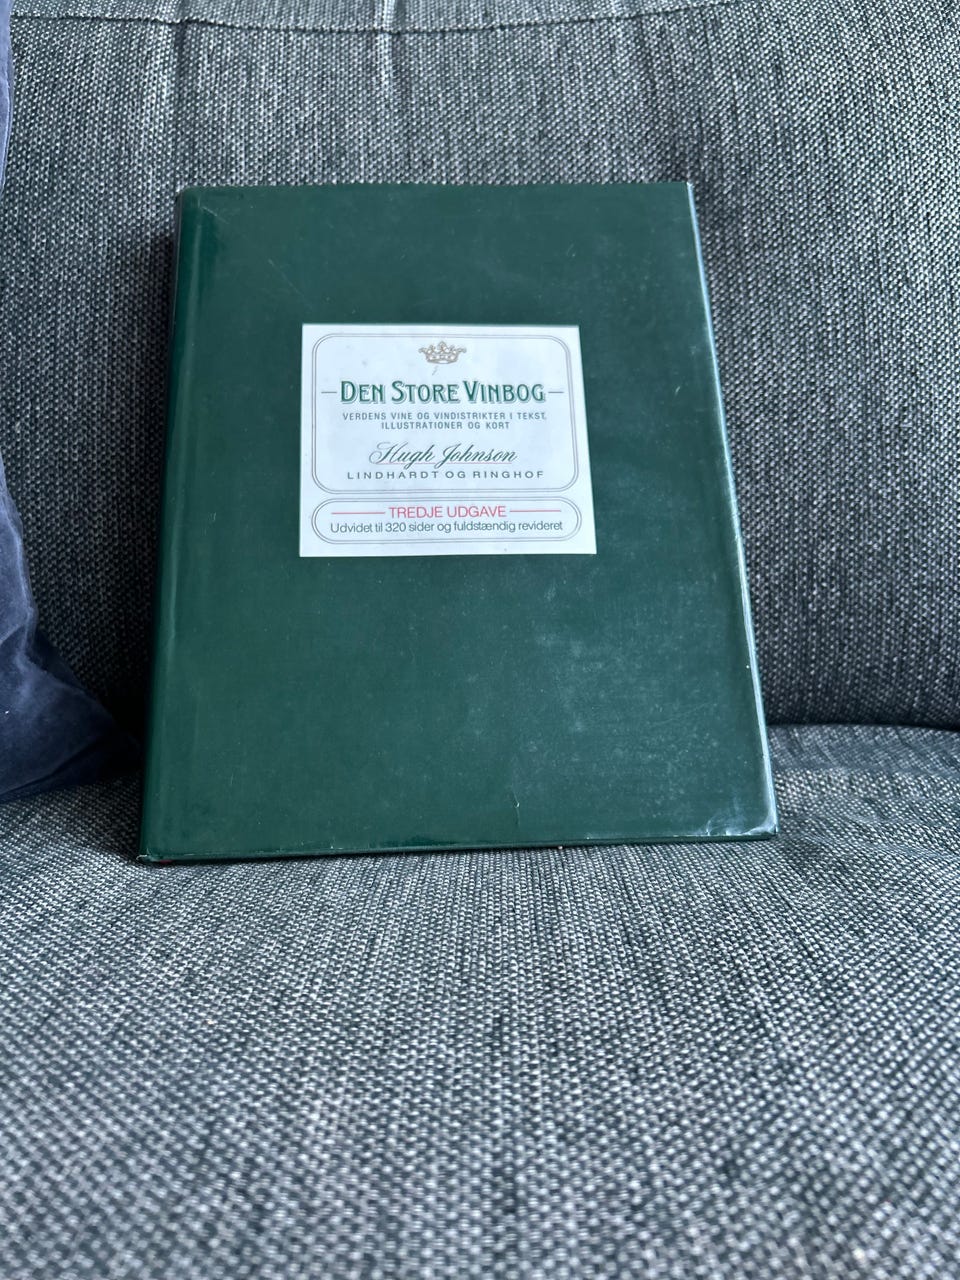 DEN STORE VINBOG
VERDENS VINE OG VINDISTRIKTER I TEKST,
ILLUSTRATIONER OG KORT
Hugh Johnson
LINDHARDT OG RINGHOF
TREDJE UDGAVE
Udvidet til 320 sider og fuldstændig revideret